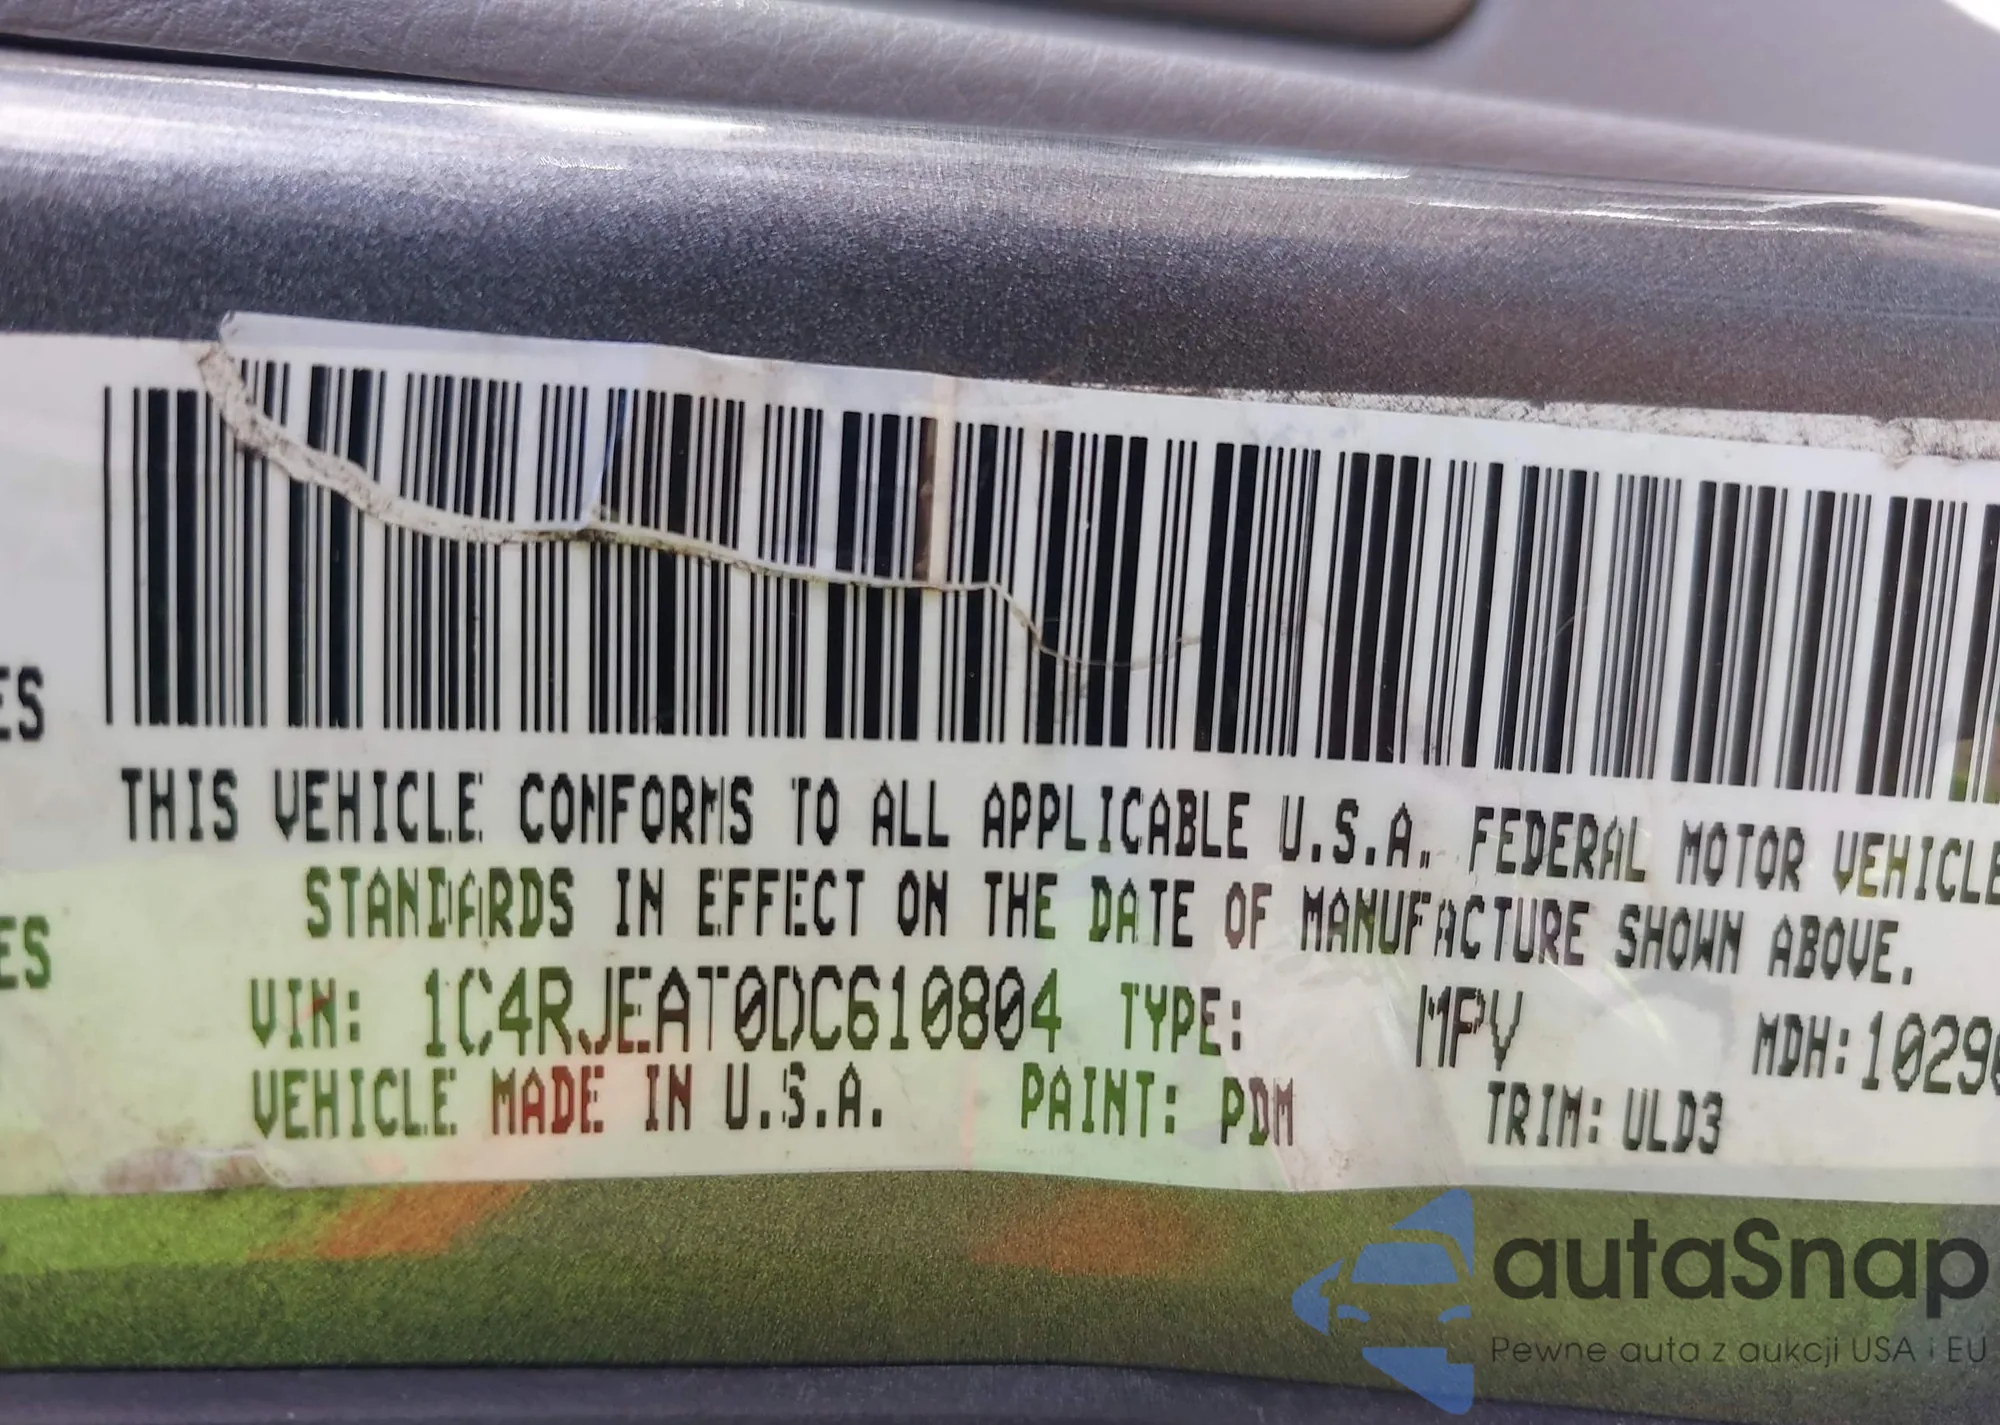 ES
THIS VEHICLE CONFORMS TO ALL APPLICABLE U.S.A. FEDERAL MOTOR VEHICLE
STANDARDS IN EFFECT ON THE DATE OF MANUFACTURE SHOWN ABOVE.
ES
VIN: 1C4RJEAT0DC610804 TYPE: MPV MDH:1029
VEHICLE MADE IN U.S.A. PAINT: PDM TRIM: ULD3
autaSnap
Pewne auta z aukcji USA i EU